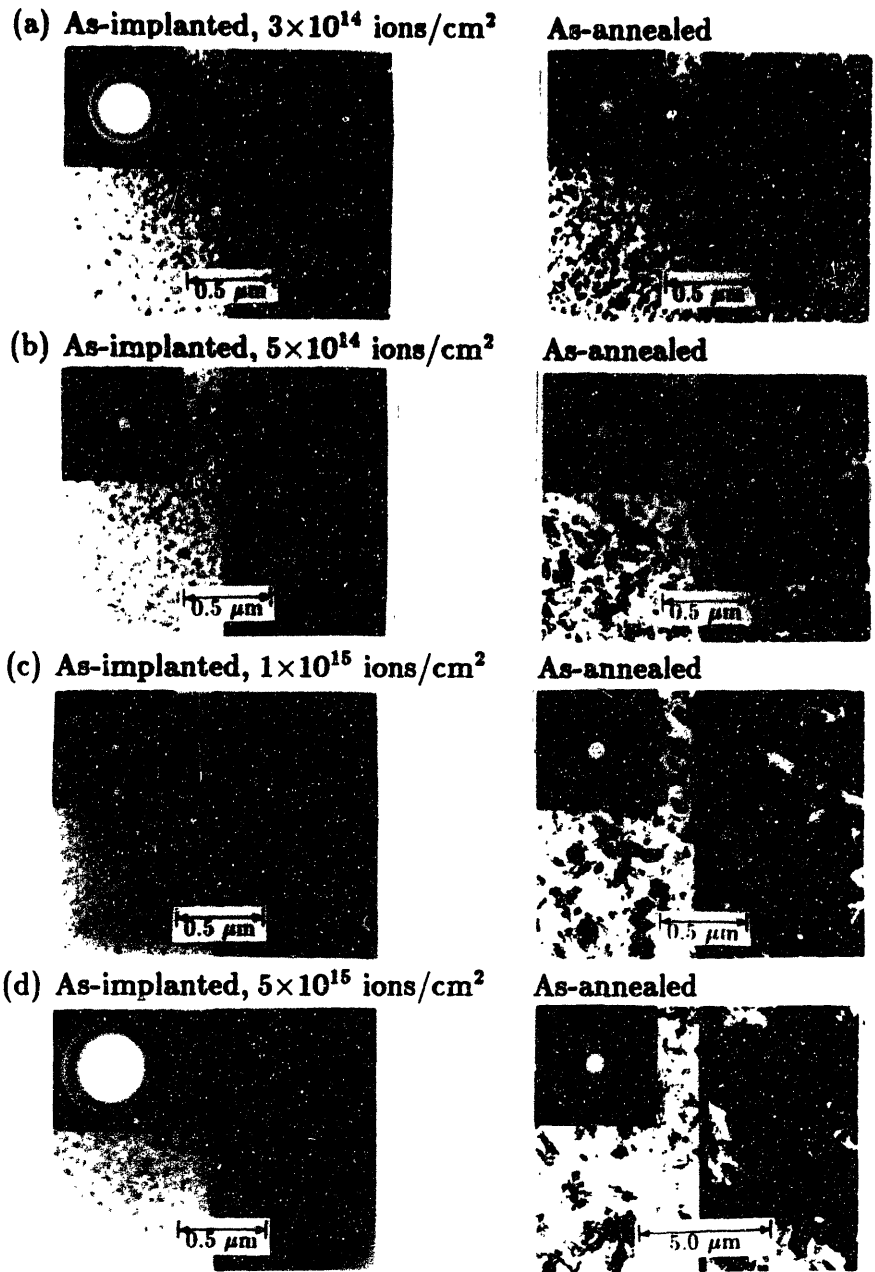 (a) As-implanted, 3×10¹⁴ ions/cm² As-annealed
0.5 μm 0.5 μm
(b) As-implanted, 5×10¹⁴ ions/cm² As-annealed
0.5 μm 0.5 μm
(c) As-implanted, 1×10¹⁵ ions/cm² As-annealed
0.5 μm 0.5 μm
(d) As-implanted, 5×10¹⁵ ions/cm² As-annealed
0.5 μm 5.0 μm